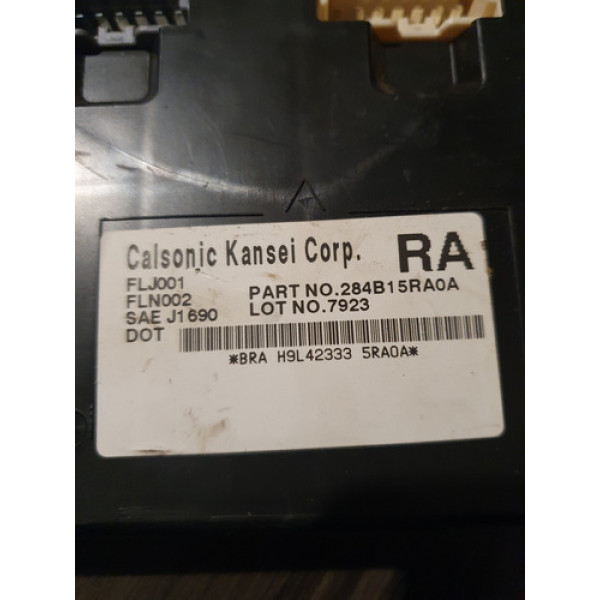 Calsonic Kansei Corp. RA
FLJ001
FLN002 PART NO.284B15RA0A
SAE J1690 LOT NO.7923
DOT
*BRA H9L42333 5RA0A*